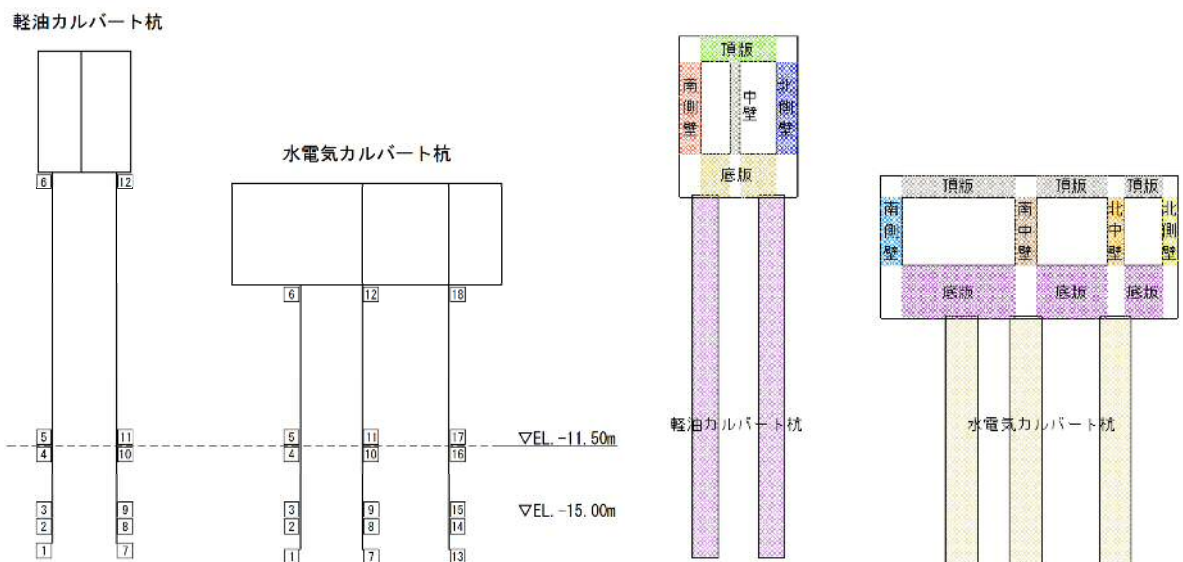 軽油カルバート杭
6
12
5
11
4
10
3
9
2
8
1
7
水電気カルバート杭
6
12
18
5
11
17
▽EL.-11.50m
4
10
16
3
9
15
▽EL.-15.00m
2
8
14
1
7
13
頂版
南側壁
中壁
北側壁
底版
軽油カルバート杭
頂版
頂版
頂版
南側壁
南中壁
北中壁
北側壁
底版
底版
底版
水電気カルバート杭